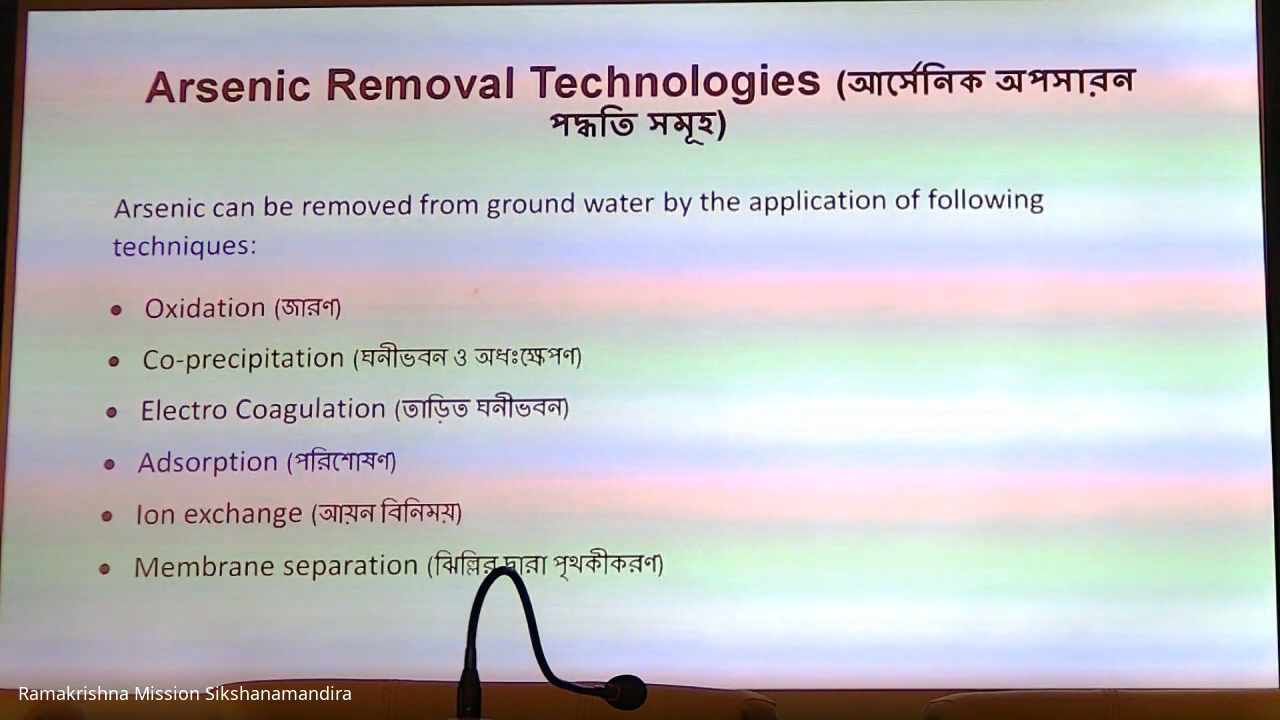 Arsenic Removal Technologies (আর্সেনিক অপসারন
পদ্ধতি সমূহ)
Arsenic can be removed from ground water by the application of following
techniques:
• Oxidation (জারণ)
• Co-precipitation (ঘনীভবন ও অধঃক্ষেপণ)
• Electro Coagulation (তাড়িত ঘনীভবন)
• Adsorption (পরিশোষণ)
• Ion exchange (আয়ন বিনিময়)
• Membrane separation (ঝিল্লির দ্বারা পৃথকীকরণ)
Ramakrishna Mission Sikshanamandira